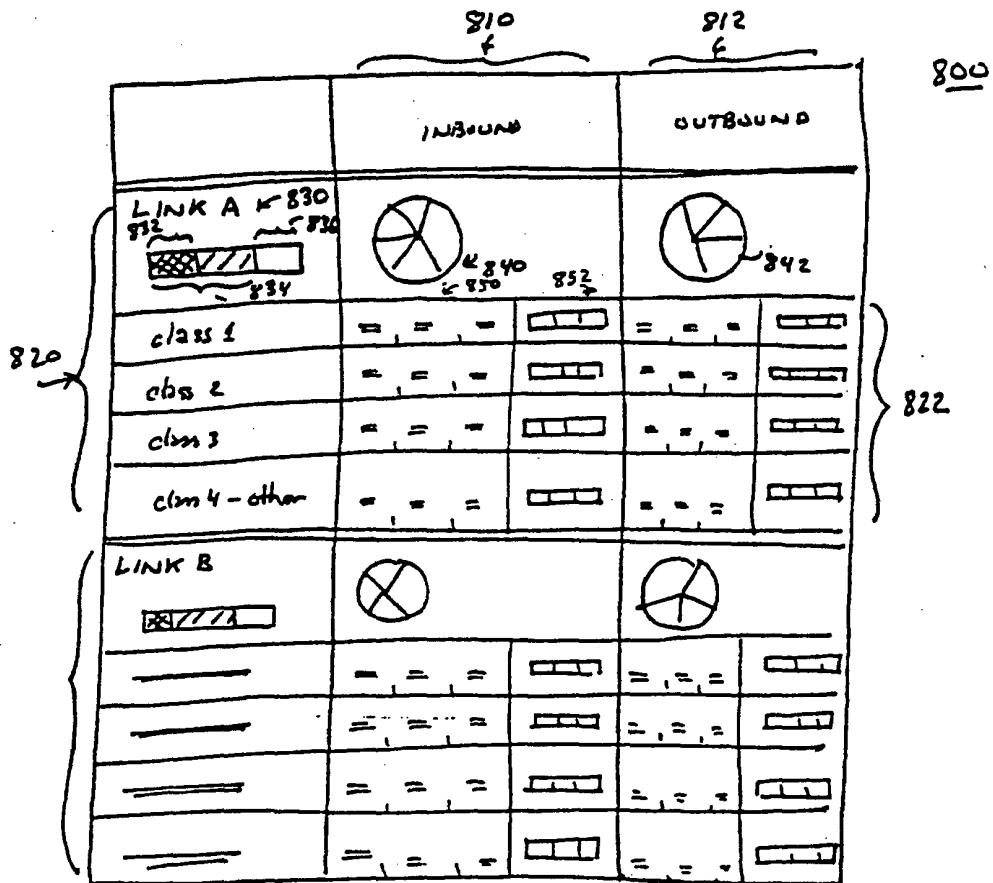 810 812
800
INBOUND OUTBOUND
LINK A 830
832 836
834
840
842
850 852
class 1
820
class 2
822
class 3
class 4 - other
LINK B